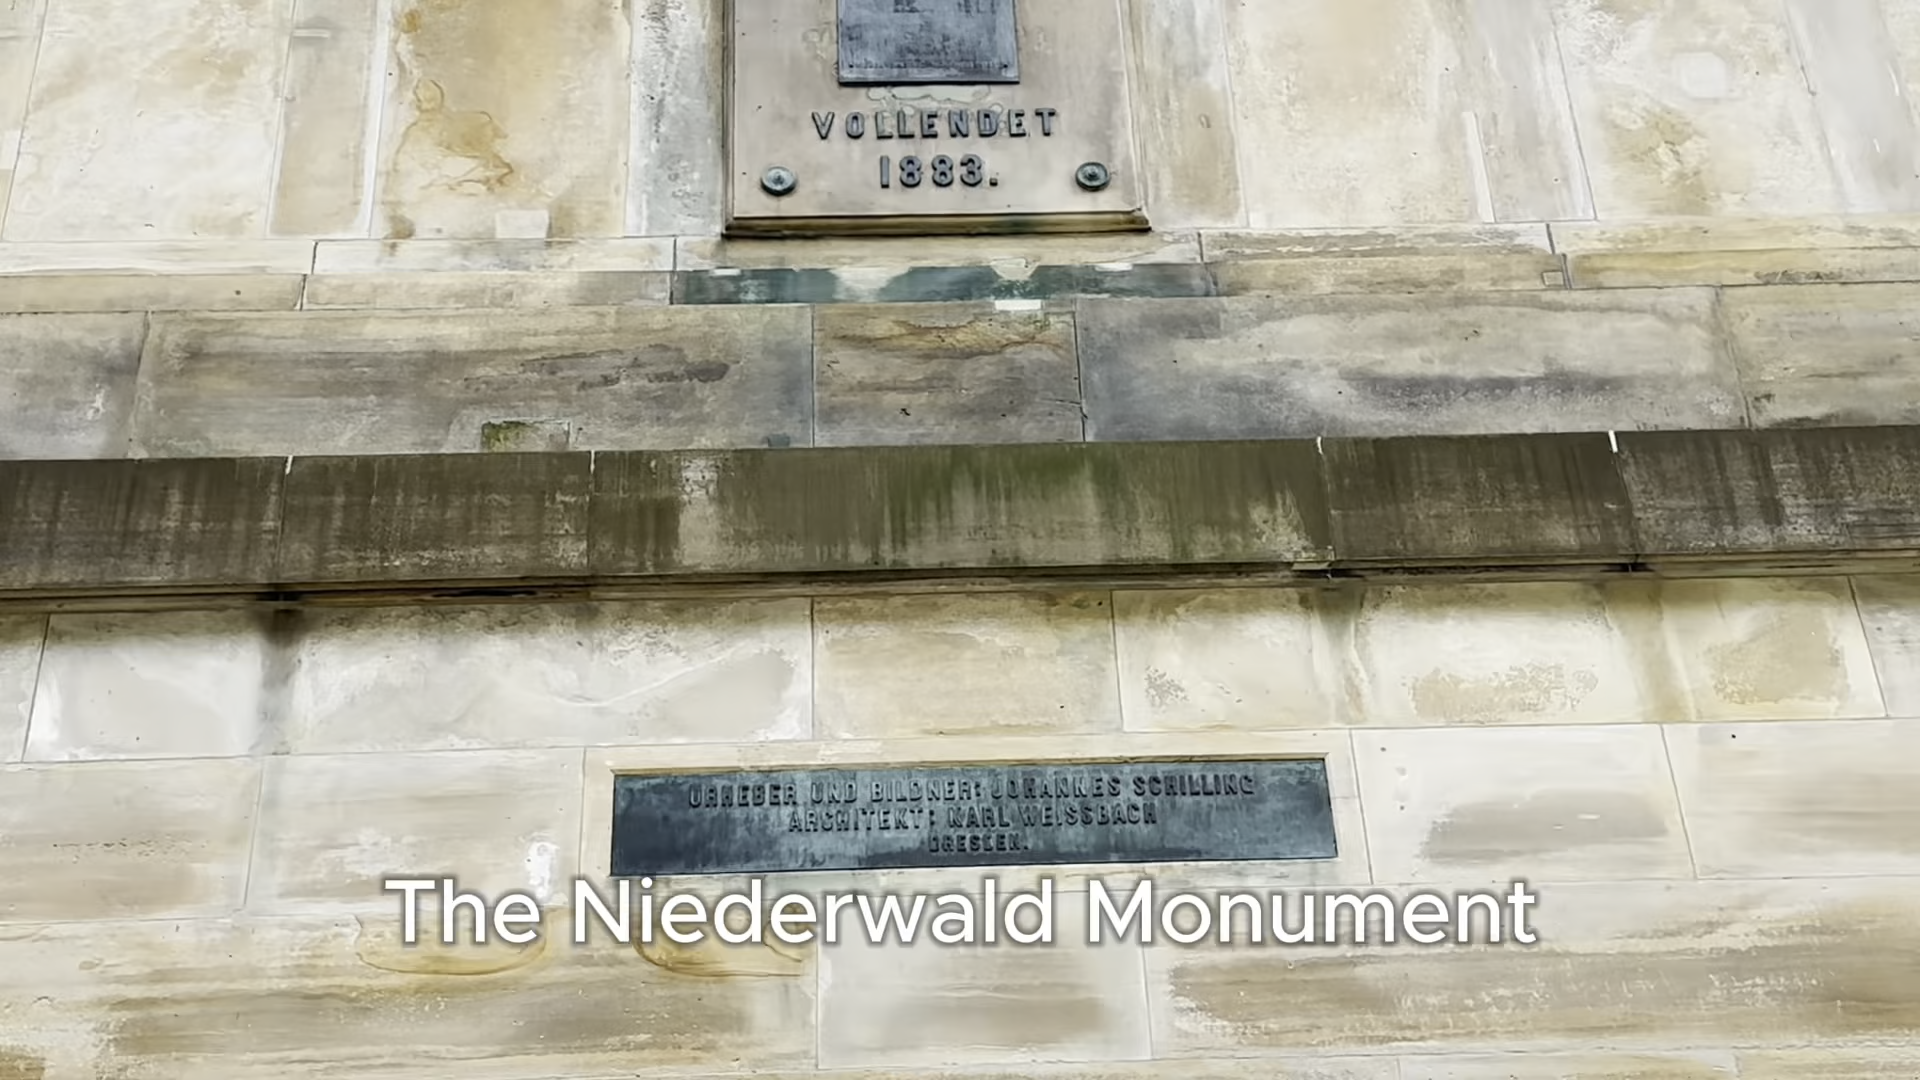 VOLLENDET
1883.
URHEBER UND BILDNER: JOHANNES SCHILLING
ARCHITEKT: KARL WEISSBACH
DRESDEN.
The Niederwald Monument